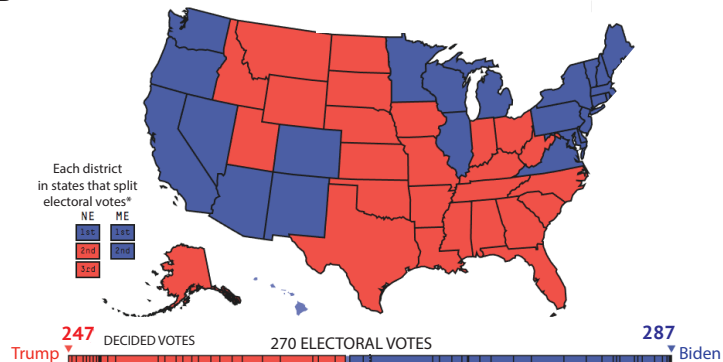 Each district
in states that split
electoral votes*
NE ME
1st 1st
2nd 2nd
3rd
247 DECIDED VOTES 270 ELECTORAL VOTES 287
Trump Biden